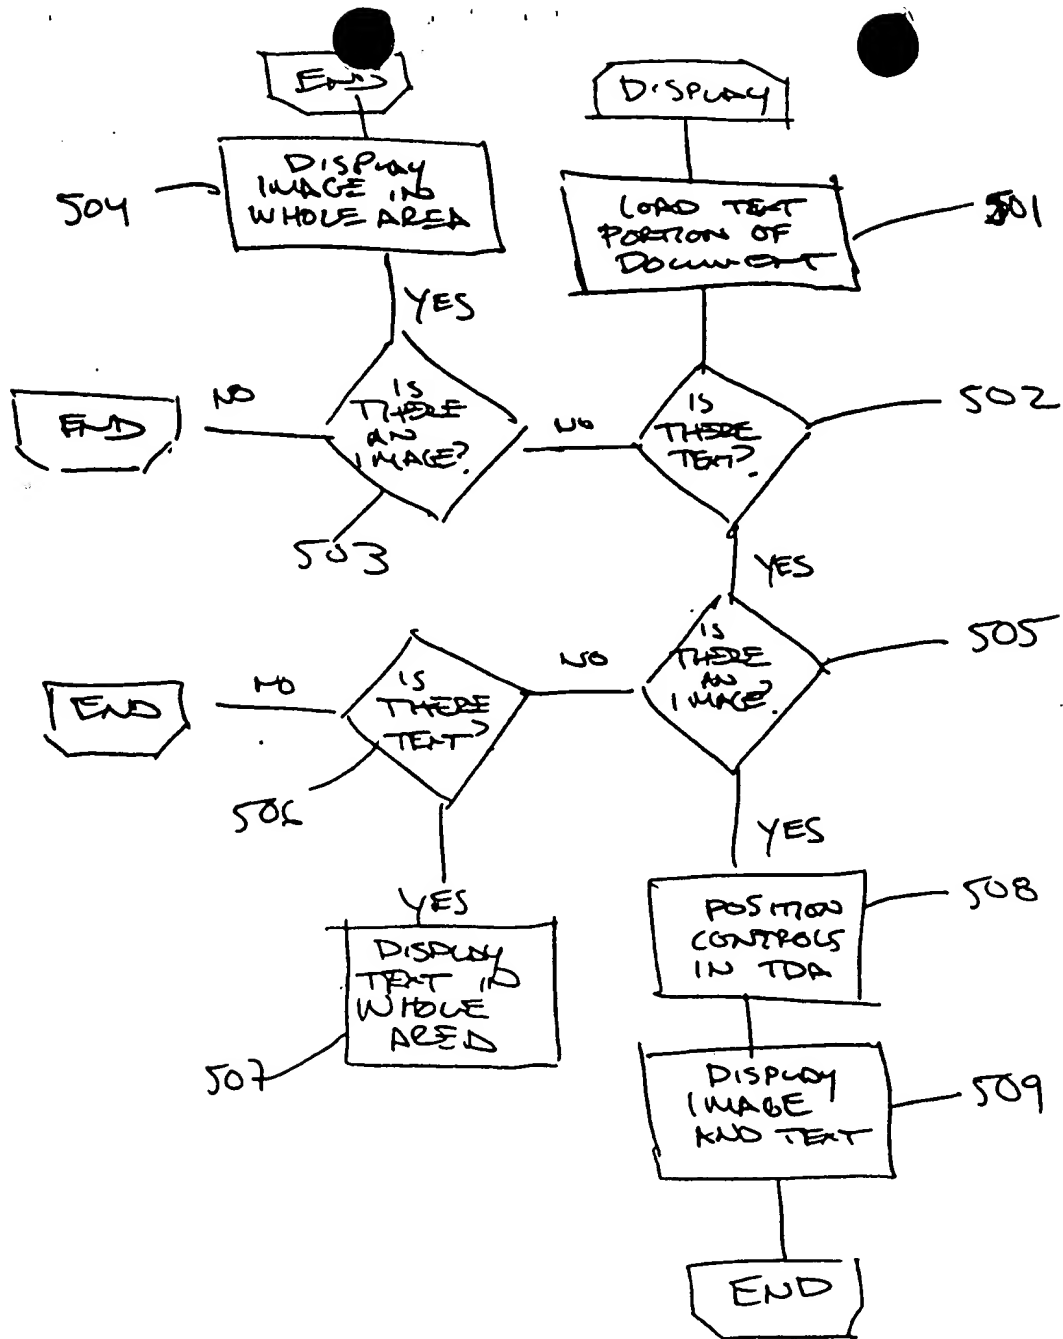 END
DISPLAY
DISPLAY
IMAGE IN
WHOLE AREA
504
LOAD TEXT
PORTION OF
DOCUMENT
501
YES
IS
THERE
AN
IMAGE?
NO
END
503
NO
IS
THERE
TEXT?
502
YES
IS
THERE
AN
IMAGE?
505
NO
IS
THERE
TEXT?
NO
END
506
YES
DISPLAY
TEXT IN
WHOLE
AREA
507
YES
POSITION
CONTROLS
IN TDA
508
DISPLAY
IMAGE
AND TEXT
509
END